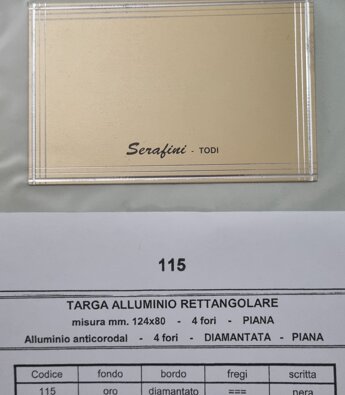 Serafini - TODI
115
TARGA ALLUMINIO RETTANGOLARE
misura mm. 124x80 - 4 fori - PIANA
Alluminio anticorodal - 4 fori - DIAMANTATA - PIANA
Codice fondo bordo fregi scritta
115 oro diamantato === nera